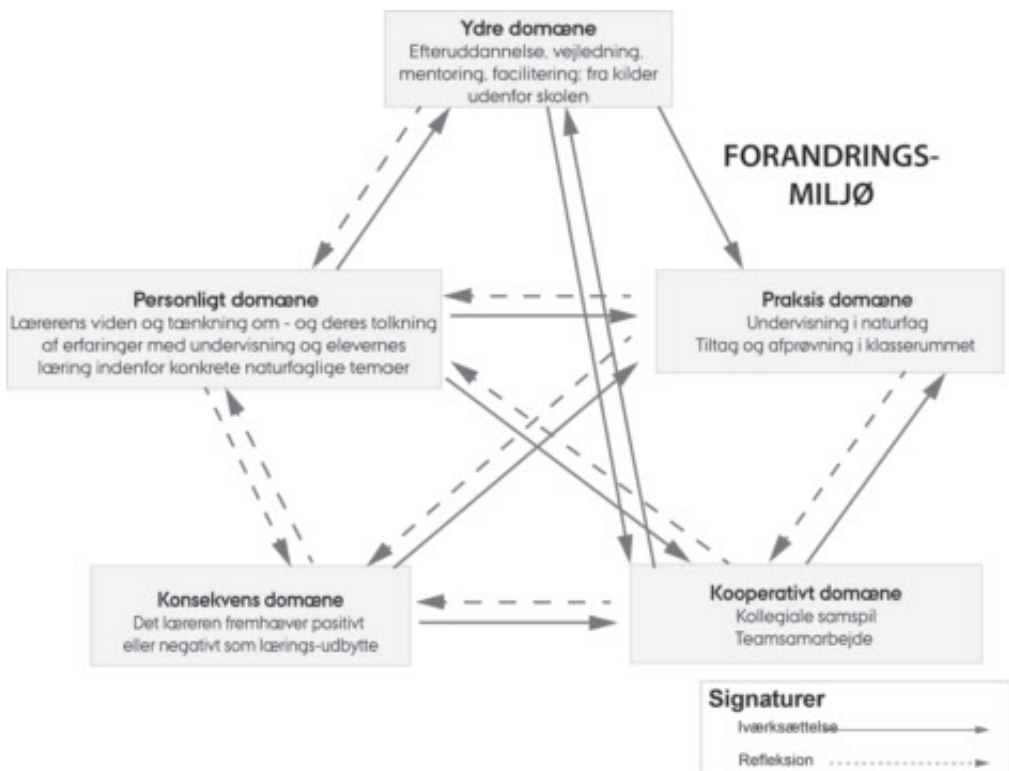 Ydre domæne
Efteruddannelse, vejledning,
mentoring, facilitering: fra kilder
udenfor skolen
FORANDRINGS-
MILJØ
Personligt domæne
Lærerens viden og tænkning om - og deres tolkning
af erfaringer med undervisning og elevernes
læring indenfor konkrete naturfaglige temaer
Praksis domæne
Undervisning i naturfag
Tiltag og afprøvning i klasserummet
Konsekvens domæne
Det læreren fremhæver positivt
eller negativt som lærings-udbytte
Kooperativt domæne
Kollegiale samspil
Teamsamarbejde
Signaturer
Iværksættelse
Refleksion